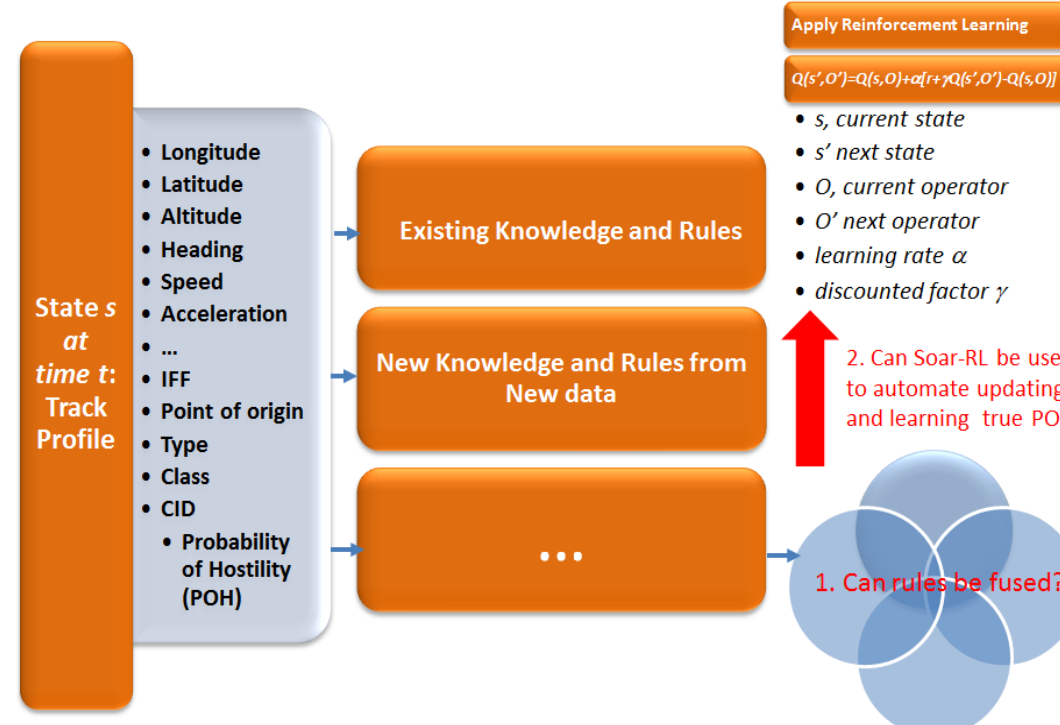 State s
at
time t:
Track
Profile
• Longitude
• Latitude
• Altitude
• Heading
• Speed
• Acceleration
• ...
• IFF
• Point of origin
• Type
• Class
• CID
• Probability
of Hostility
(POH)
Existing Knowledge and Rules
New Knowledge and Rules from
New data
...
Apply Reinforcement Learning
Q(s',O')=Q(s,O)+α[r+γQ(s',O')-Q(s,O)]
• s, current state
• s' next state
• O, current operator
• O' next operator
• learning rate α
• discounted factor γ
2. Can Soar-RL be use
to automate updating
and learning true PO
1. Can rules be fused?